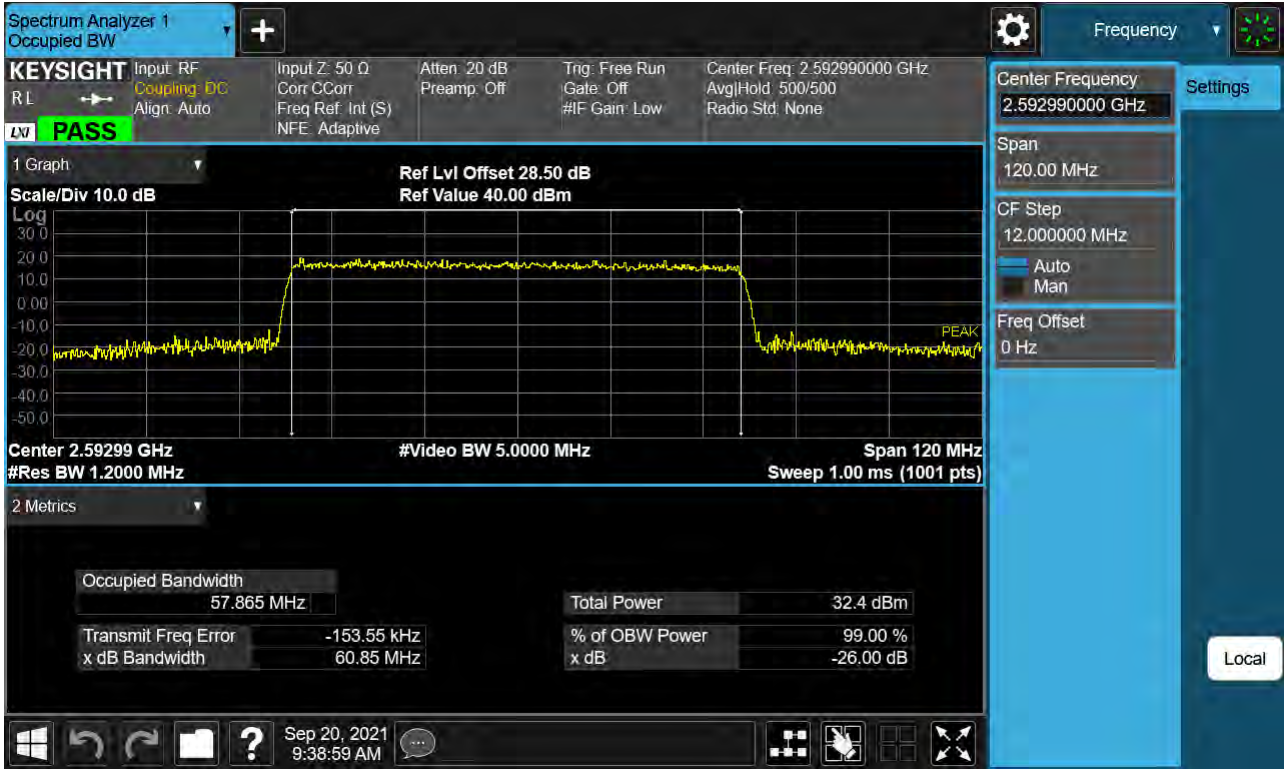 Spectrum Analyzer 1
Occupied BW
+
Frequency
KEYSIGHT
RL
LXI PASS
Input: RF
Coupling: DC
Align: Auto
Input Z: 50 Ω
Corr CCorr
Freq Ref: Int (S)
NFE: Adaptive
Atten: 20 dB
Preamp: Off
Trig: Free Run
Gate: Off
#IF Gain: Low
Center Freq: 2.592990000 GHz
Avg|Hold: 500/500
Radio Std: None
1 Graph
Scale/Div 10.0 dB
Ref Lvl Offset 28.50 dB
Ref Value 40.00 dBm
Log
30.0
20.0
10.0
0.00
-10.0
-20.0
-30.0
-40.0
-50.0
PEAK
Center 2.59299 GHz
#Video BW 5.0000 MHz
Span 120 MHz
#Res BW 1.2000 MHz
Sweep 1.00 ms (1001 pts)
2 Metrics
Occupied Bandwidth
57.865 MHz
Total Power 32.4 dBm
Transmit Freq Error -153.55 kHz
% of OBW Power 99.00 %
x dB Bandwidth 60.85 MHz
x dB -26.00 dB
Sep 20, 2021
9:38:59 AM
?
Center Frequency
2.592990000 GHz
Settings
Span
120.00 MHz
CF Step
12.000000 MHz
Auto
Man
Freq Offset
0 Hz
Local